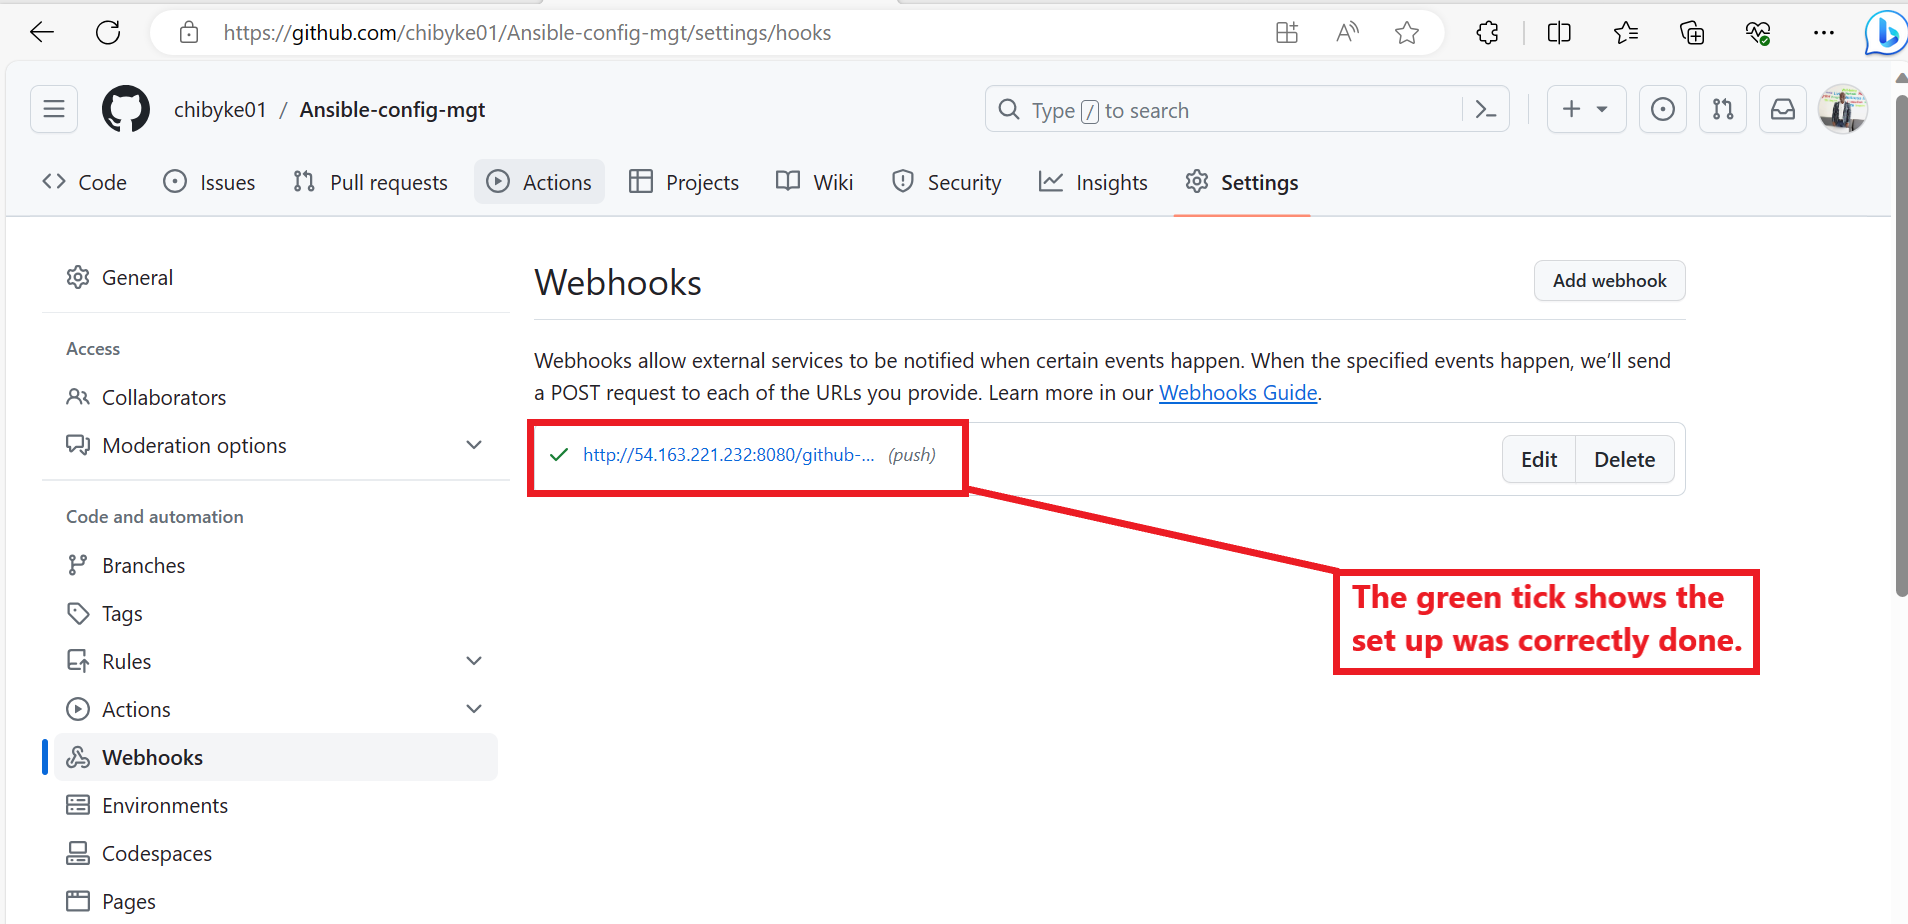 https://github.com/chibyke01/Ansible-config-mgt/settings/hooks
chibyke01 / Ansible-config-mgt
Type / to search
Code Issues Pull requests Actions Projects Wiki Security Insights Settings
General
Access
Collaborators
Moderation options
Code and automation
Branches
Tags
Rules
Actions
Webhooks
Environments
Codespaces
Pages
Webhooks
Add webhook
Webhooks allow external services to be notified when certain events happen. When the specified events happen, we’ll send
a POST request to each of the URLs you provide. Learn more in our Webhooks Guide.
http://54.163.221.232:8080/github-... (push)
Edit Delete
The green tick shows the
set up was correctly done.